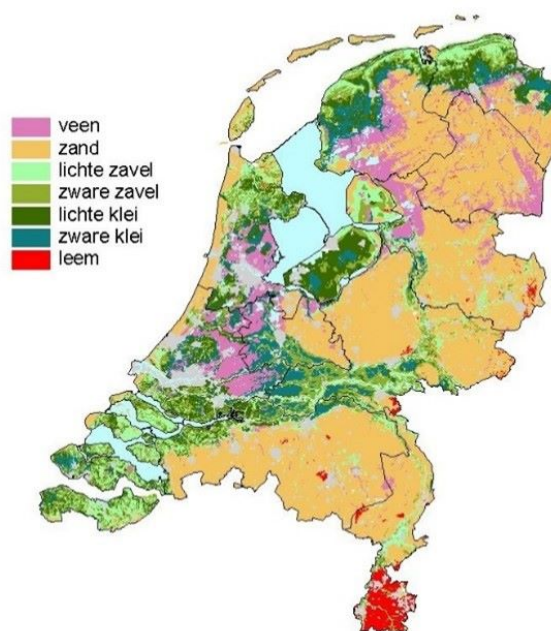 veen
zand
lichte zavel
zware zavel
lichte klei
zware klei
leem